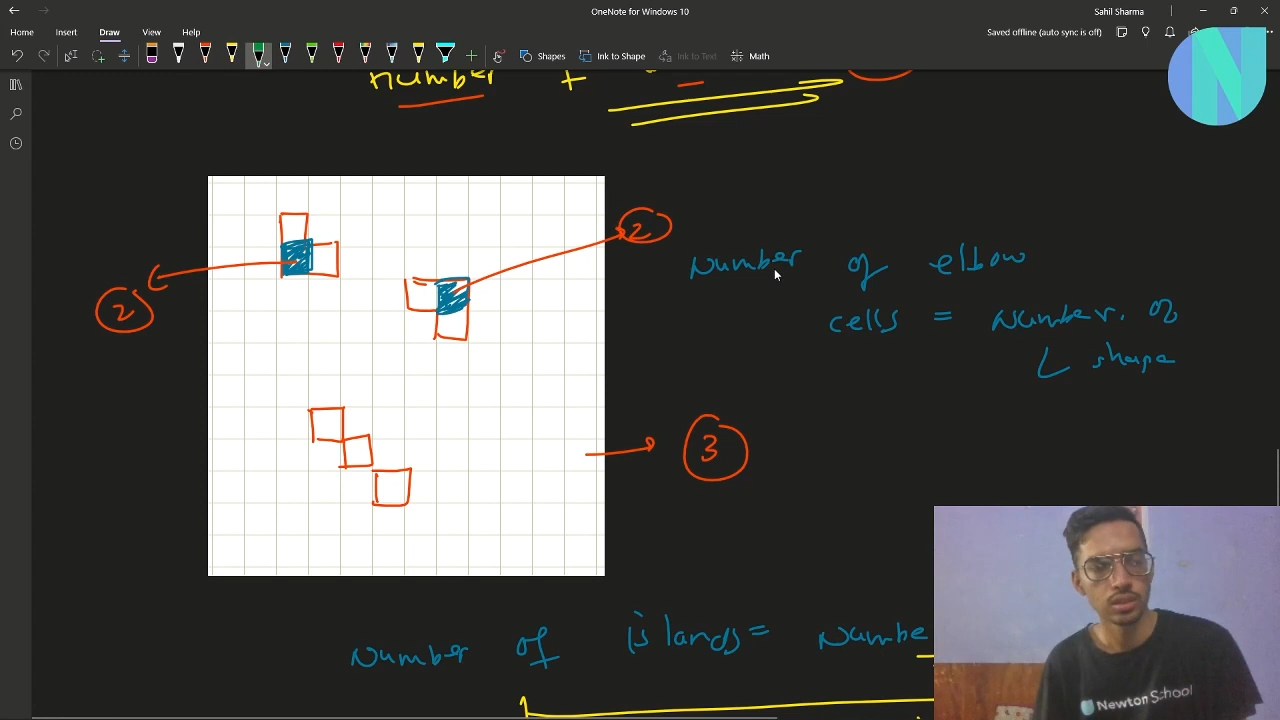 OneNote for Windows 10
Sahil Sharma
Home Insert Draw View Help
Saved offline (auto sync is off)
Shapes Ink to Shape Ink to Text Math
number +
2
2
3
Number of elbow
cells = Number. of
L shape
Number of islands = Numbe
Newton School